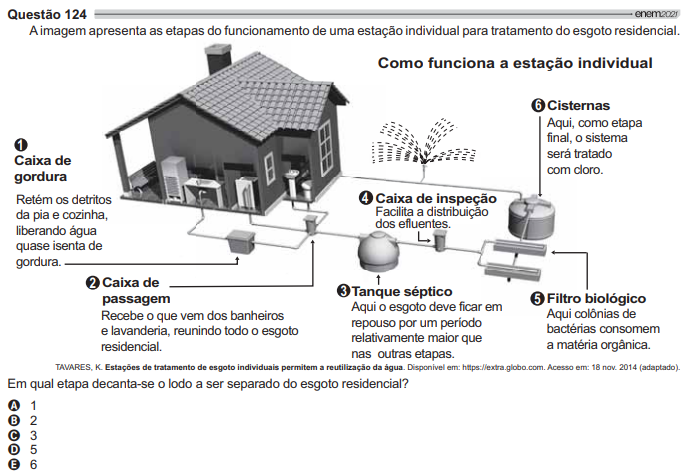 Questão 124
enem2021
A imagem apresenta as etapas do funcionamento de uma estação individual para tratamento do esgoto residencial.
Como funciona a estação individual
1
Caixa de
gordura
Retém os detritos
da pia e cozinha,
liberando água
quase isenta de
gordura.
2 Caixa de
passagem
Recebe o que vem dos banheiros
e lavanderia, reunindo todo o esgoto
residencial.
3 Tanque séptico
Aqui o esgoto deve ficar em
repouso por um período
relativamente maior que
nas outras etapas.
4 Caixa de inspeção
Facilita a distribuição
dos efluentes.
5 Filtro biológico
Aqui colônias de
bactérias consomem
a matéria orgânica.
6 Cisternas
Aqui, como etapa
final, o sistema
será tratado
com cloro.
TAVARES, K. Estações de tratamento de esgoto individuais permitem a reutilização da água. Disponível em: https://extra.globo.com. Acesso em: 18 nov. 2014 (adaptado).
Em qual etapa decanta-se o lodo a ser separado do esgoto residencial?
A 1
B 2
C 3
D 5
E 6